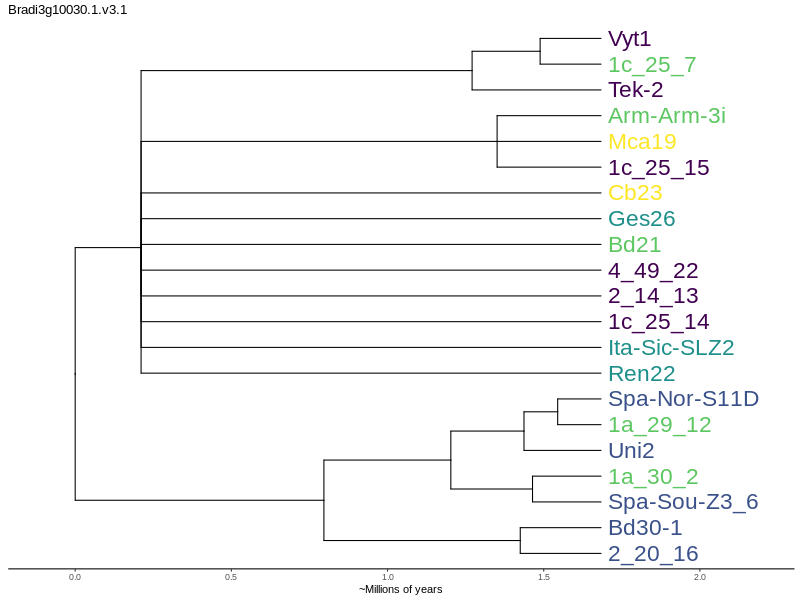 Bradi3g10030.1.v3.1
Vyt1
1c_25_7
Tek-2
Arm-Arm-3i
Mca19
1c_25_15
Cb23
Ges26
Bd21
4_49_22
2_14_13
1c_25_14
Ita-Sic-SLZ2
Ren22
Spa-Nor-S11D
1a_29_12
Uni2
1a_30_2
Spa-Sou-Z3_6
Bd30-1
2_20_16
0.0 0.5 1.0 1.5 2.0
~Millions of years